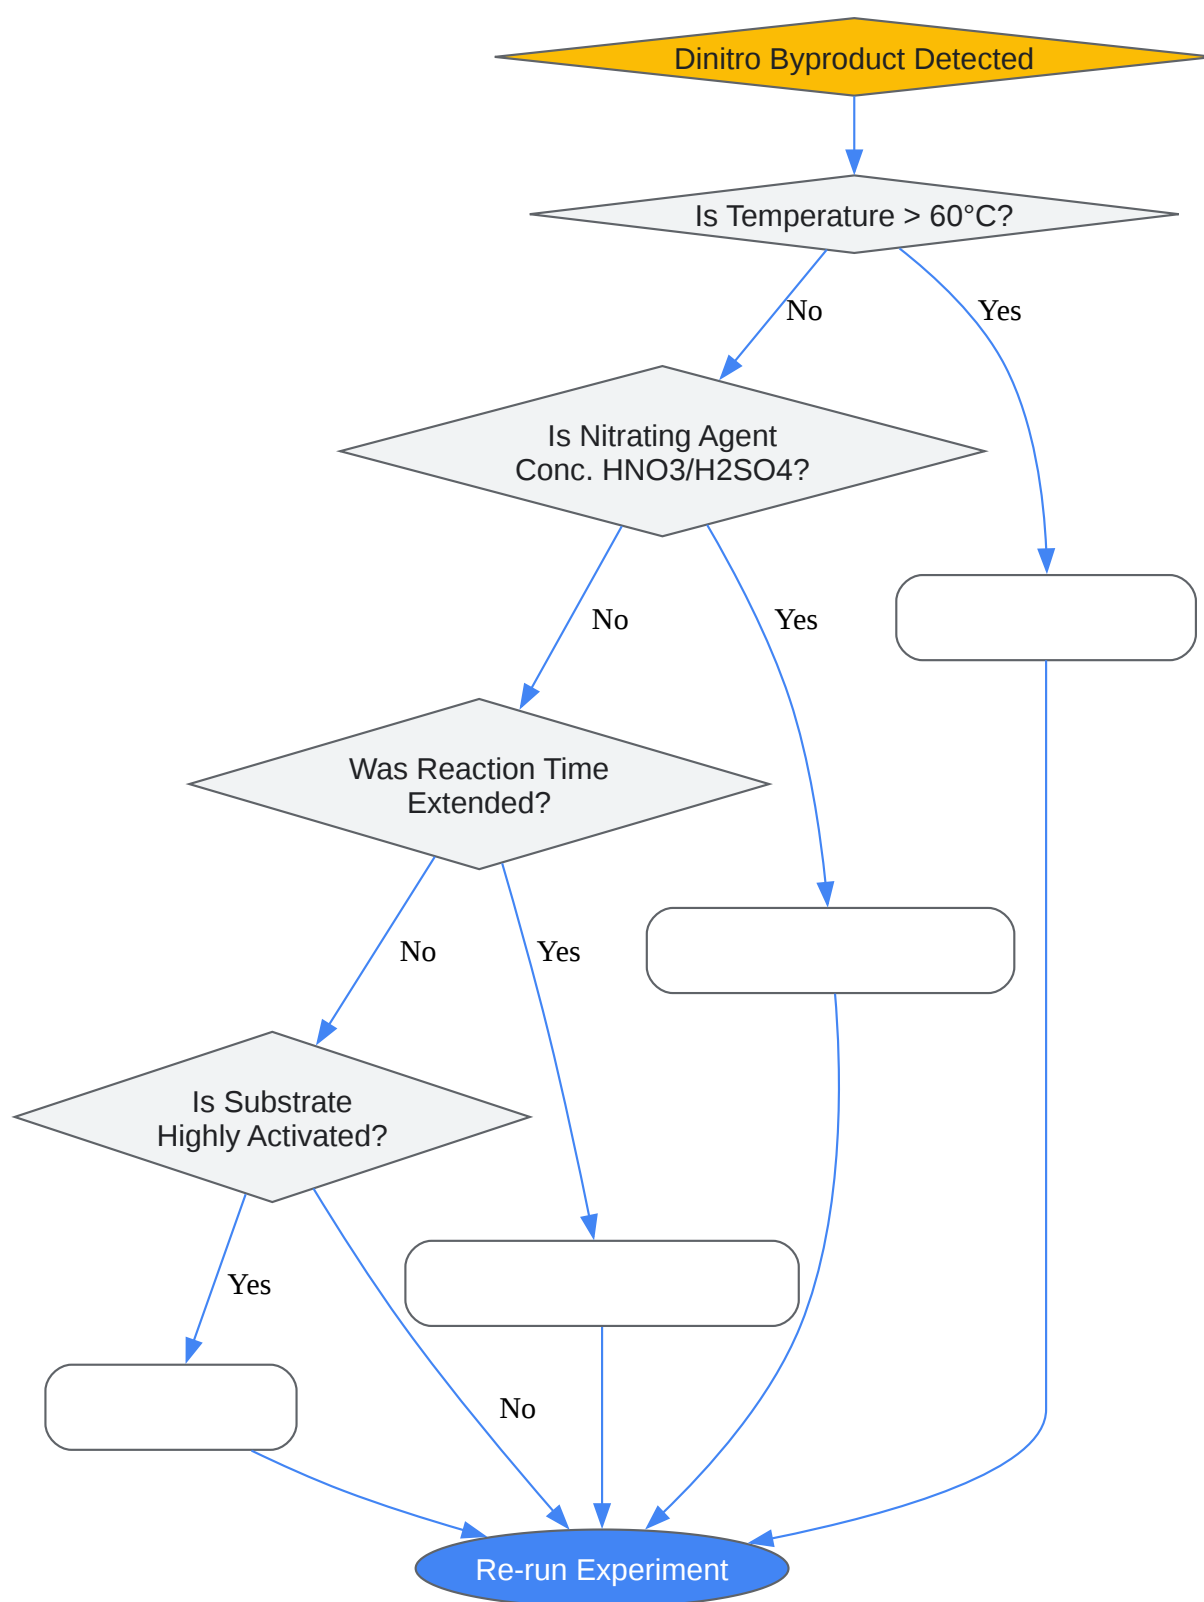 Dinitro Byproduct Detected
Is Temperature > 60°C?
No
Yes
Is Nitrating Agent
Conc. HNO3/H2SO4?
No
Yes
Was Reaction Time
Extended?
No
Yes
Is Substrate
Highly Activated?
Yes
No
Re-run Experiment